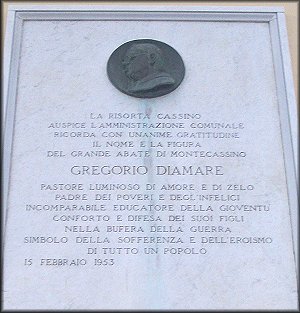 LA RISORTA CASSINO
AUSPICE L'AMMINISTRAZIONE COMUNALE
RICORDA CON UNANIME GRATITUDINE
IL NOME E LA FIGURA
DEL GRANDE ABATE DI MONTECASSINO
GREGORIO DIAMARE
PASTORE LUMINOSO DI AMORE E DI ZELO
PADRE DEI POVERI E DEGL'INFELICI
INCOMPARABILE EDUCATORE DELLA GIOVENTÙ
CONFORTO E DIFESA DEI SUOI FIGLI
NELLA BUFERA DELLA GUERRA
SIMBOLO DELLA SOFFERENZA E DELL'EROISMO
DI TUTTO UN POPOLO
15 FEBBRAIO 1953